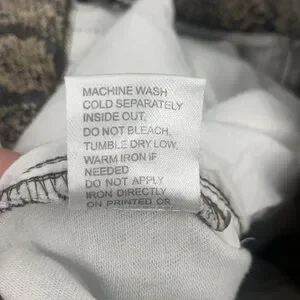 MACHINE WASH
COLD SEPARATELY
INSIDE OUT.
DO NOT BLEACH,
TUMBLE DRY LOW.
WARM IRON IF
NEEDED
DO NOT APPLY
IRON DIRECTLY
ON PRINTED OR